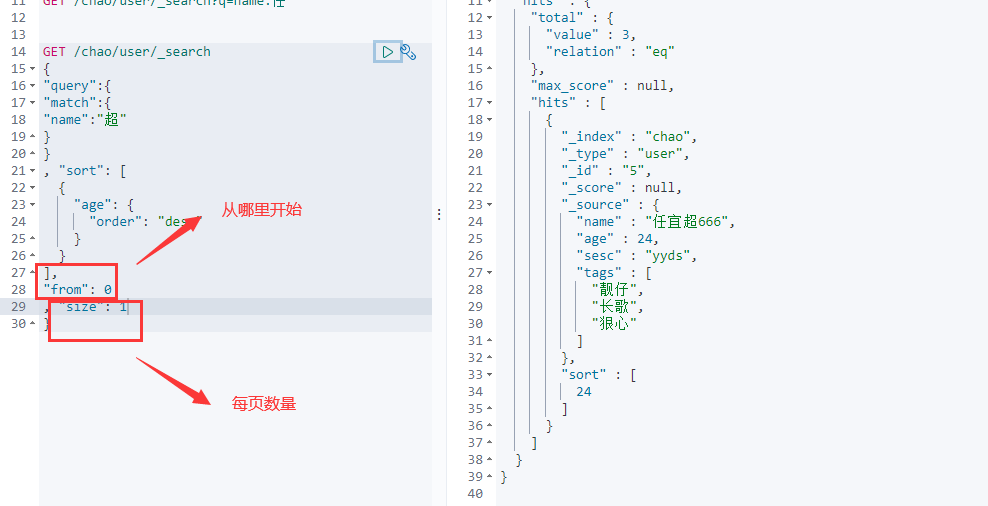 11 GET /chao/user/_search?q=name:任
12
13
14 GET /chao/user/_search
15 {
16 "query":{
17 "match":{
18 "name":"超"
19 }
20 }
21 , "sort": [
22 {
23 "age": {
24 "order": "des
25 }
26 }
27 ],
28 "from": 0
29 , "size": 1
30 }
从哪里开始
每页数量
11 "hits" : {
12 "total" : {
13 "value" : 3,
14 "relation" : "eq"
15 },
16 "max_score" : null,
17 "hits" : [
18 {
19 "_index" : "chao",
20 "_type" : "user",
21 "_id" : "5",
22 "_score" : null,
23 "_source" : {
24 "name" : "任宜超666",
25 "age" : 24,
26 "sesc" : "yyds",
27 "tags" : [
28 "靓仔",
29 "长歌",
30 "狠心"
31 ]
32 },
33 "sort" : [
34 24
35 ]
36 }
37 ]
38 }
39 }
40